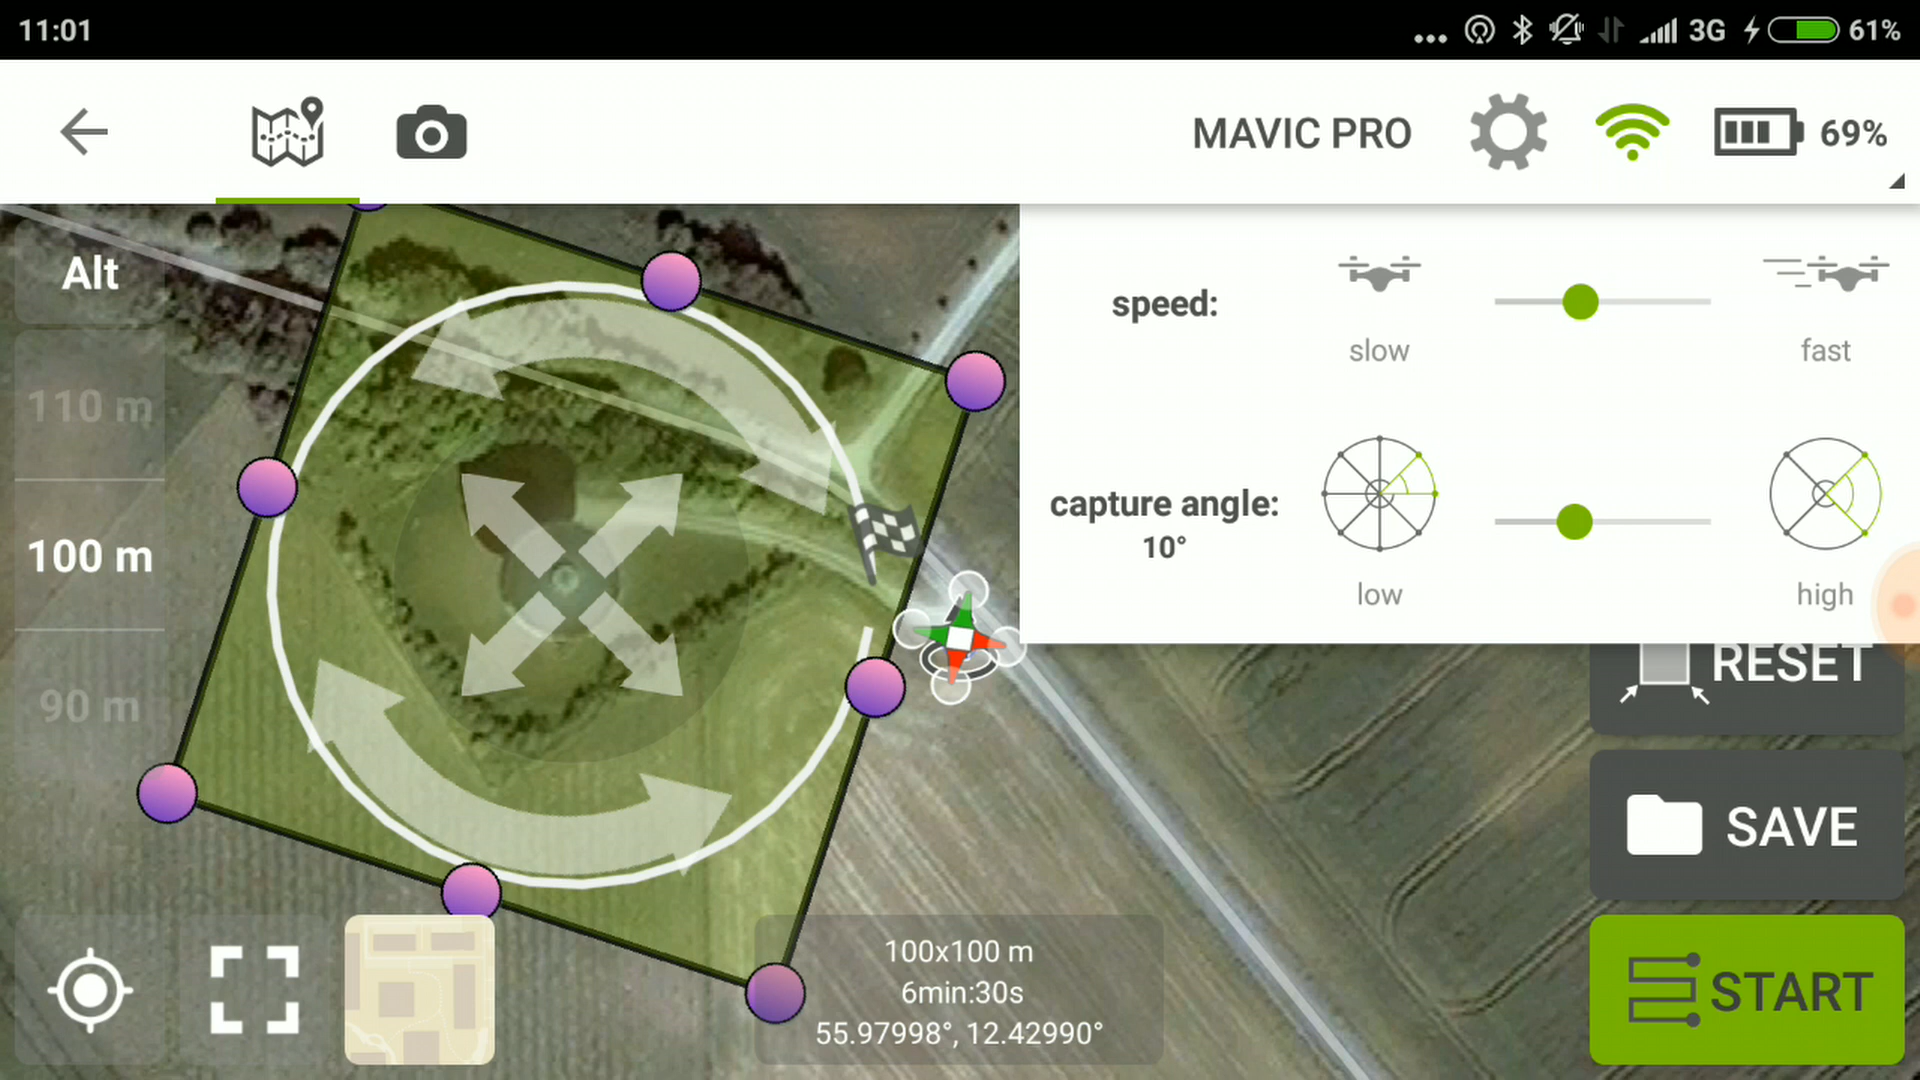 11:01
3G
61%
MAVIC PRO
69%
Alt
110 m
100 m
90 m
speed:
slow
fast
capture angle:
10°
low
high
RESET
SAVE
START
100x100 m
6min:30s
55.97998°, 12.42990°